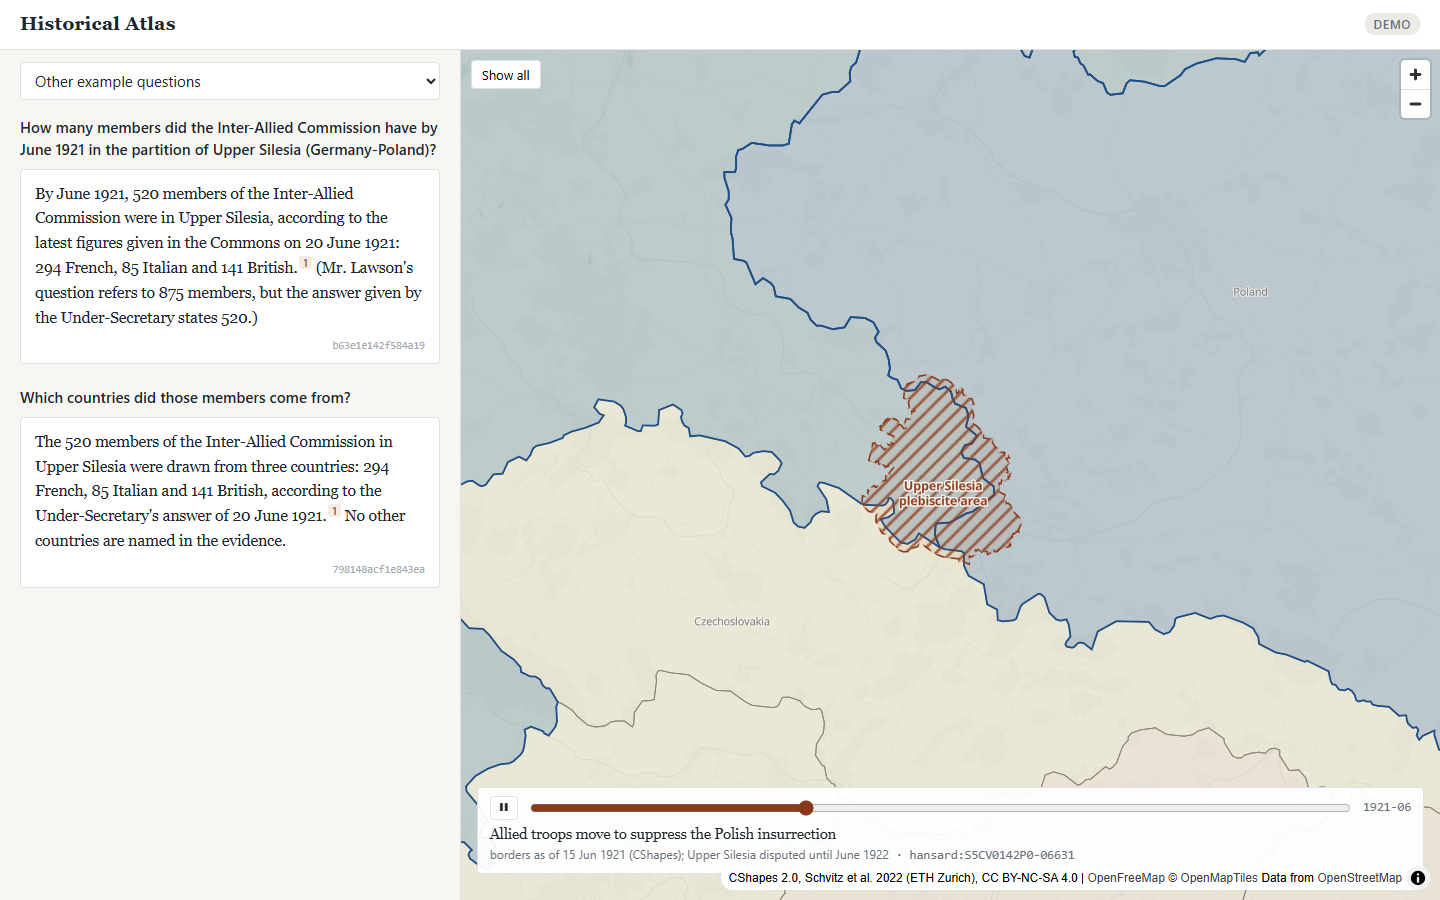 Historical Atlas
DEMO
Other example questions
How many members did the Inter-Allied Commission have by
June 1921 in the partition of Upper Silesia (Germany-Poland)?
By June 1921, 520 members of the Inter-Allied
Commission were in Upper Silesia, according to the
latest figures given in the Commons on 20 June 1921:
294 French, 85 Italian and 141 British. 1 (Mr. Lawson's
question refers to 875 members, but the answer given by
the Under-Secretary states 520.)
b63e1e142f584a19
Which countries did those members come from?
The 520 members of the Inter-Allied Commission in
Upper Silesia were drawn from three countries: 294
French, 85 Italian and 141 British, according to the
Under-Secretary's answer of 20 June 1921. 1 No other
countries are named in the evidence.
798148acf1e843ea
Show all
+
−
Poland
Upper Silesia
plebiscite area
Czechoslovakia
1921-06
Allied troops move to suppress the Polish insurrection
borders as of 15 Jun 1921 (CShapes); Upper Silesia disputed until June 1922 · hansard:S5CV0142P0-06631
CShapes 2.0, Schvitz et al. 2022 (ETH Zurich), CC BY-NC-SA 4.0 | OpenFreeMap © OpenMapTiles Data from OpenStreetMap